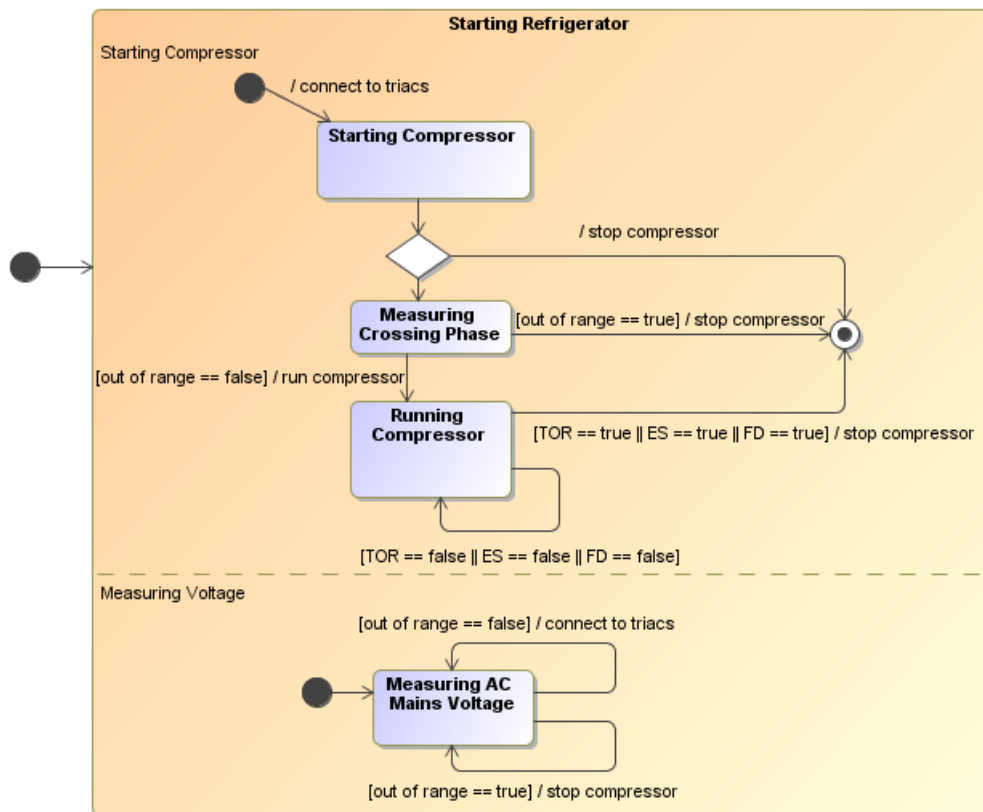 Starting Refrigerator
Starting Compressor
/ connect to triacs
Starting Compressor
/ stop compressor
Measuring
Crossing Phase
[out of range == true] / stop compressor
[out of range == false] / run compressor
Running
Compressor
[TOR == true || ES == true || FD == true] / stop compressor
[TOR == false || ES == false || FD == false]
Measuring Voltage
[out of range == false] / connect to triacs
Measuring AC
Mains Voltage
[out of range == true] / stop compressor